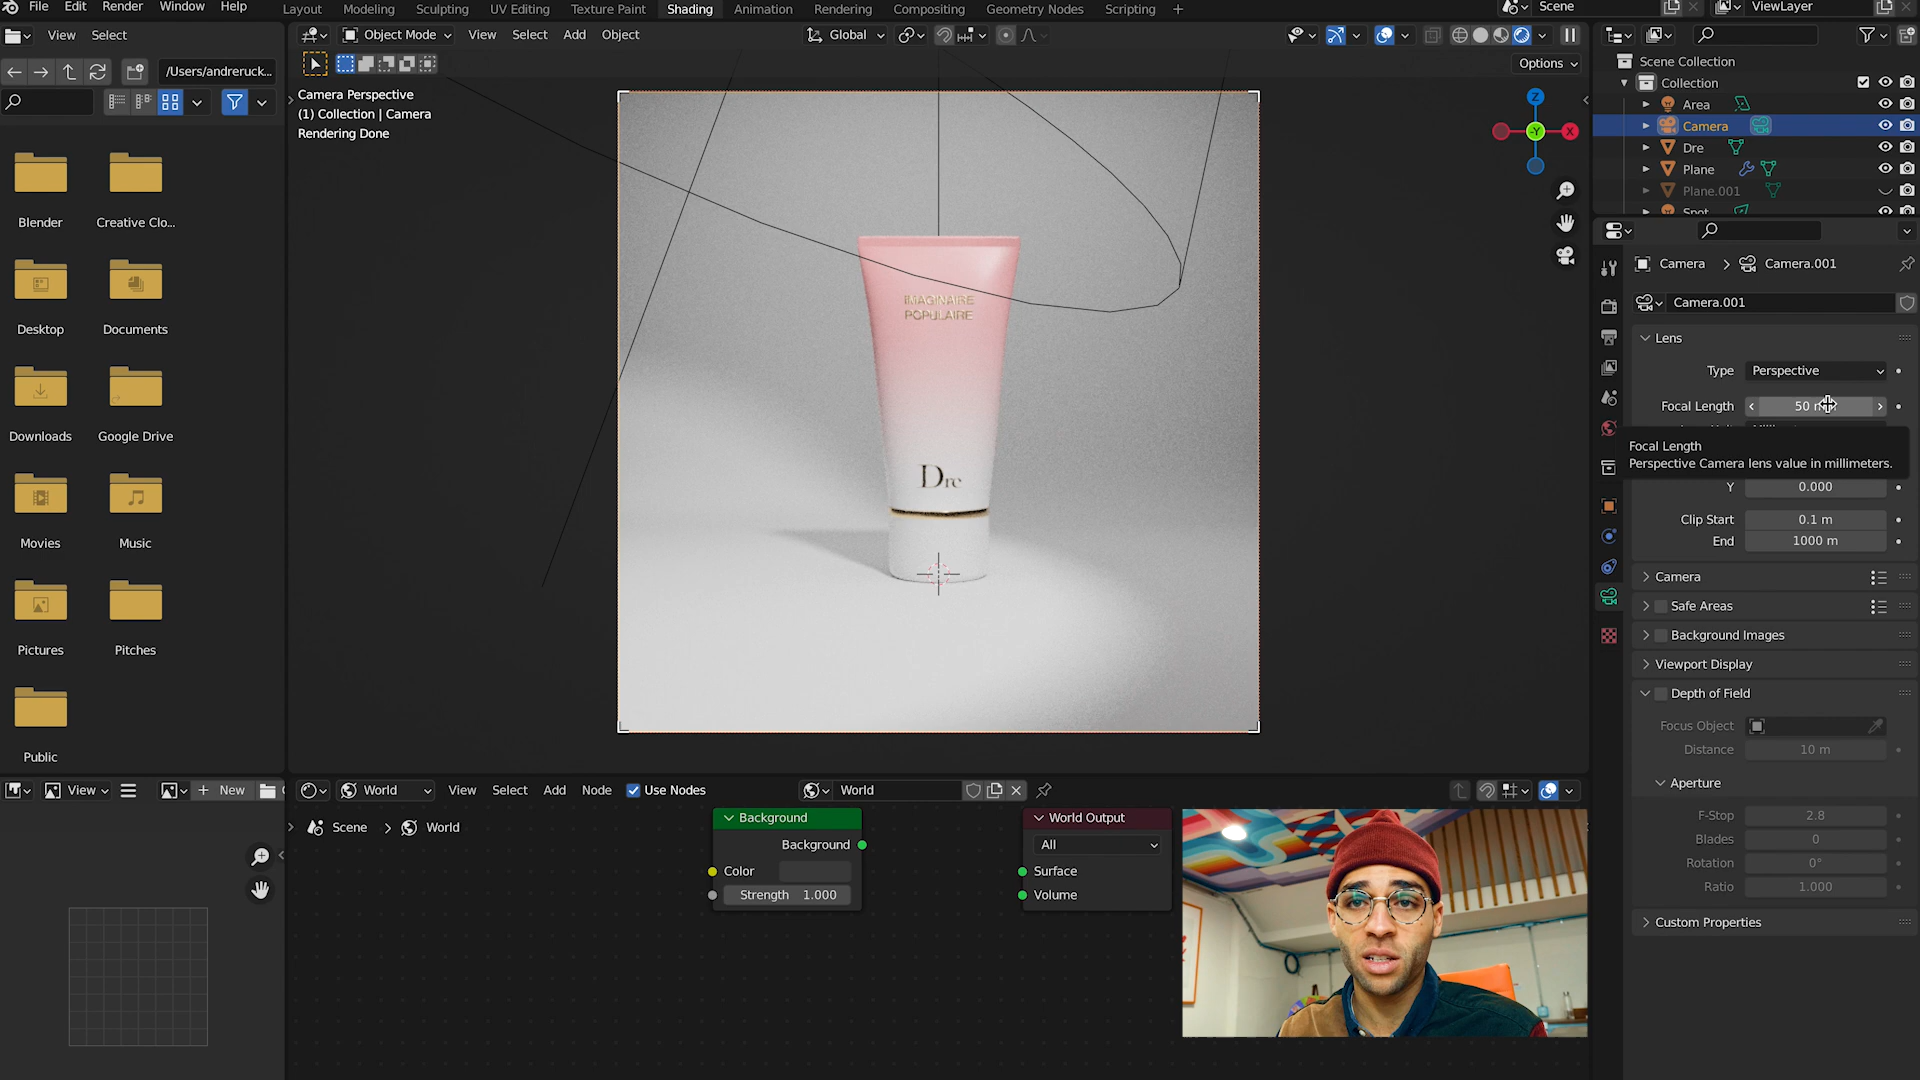 File Edit Render Window Help Layout Modeling Sculpting UV Editing Texture Paint Shading Animation Rendering Compositing Geometry Nodes Scripting + Scene ViewLayer
View Select
Object Mode View Select Add Object Global
/Users/andreruck...
Options
Blender Creative Clo...
Desktop Documents
Downloads Google Drive
Movies Music
Pictures Pitches
Public
Camera Perspective
(1) Collection | Camera
Rendering Done
Z
-Y
X
IMAGINAIRE
POPULAIRE
Dre
Scene Collection
Collection
Area
Camera
Dre
Plane
Plane.001
Spot
Camera > Camera.001
Camera.001
Lens
Type Perspective
Focal Length 50
Focal Length
Perspective Camera lens value in millimeters.
Y 0.000
Clip Start 0.1 m
End 1000 m
Camera
Safe Areas
Background Images
Viewport Display
Depth of Field
Focus Object
Distance 10 m
Aperture
F-Stop 2.8
Blades 0
Rotation 0°
Ratio 1.000
Custom Properties
View + New
World View Select Add Node Use Nodes World
Scene > World
Background
Background
Color
Strength 1.000
World Output
All
Surface
Volume